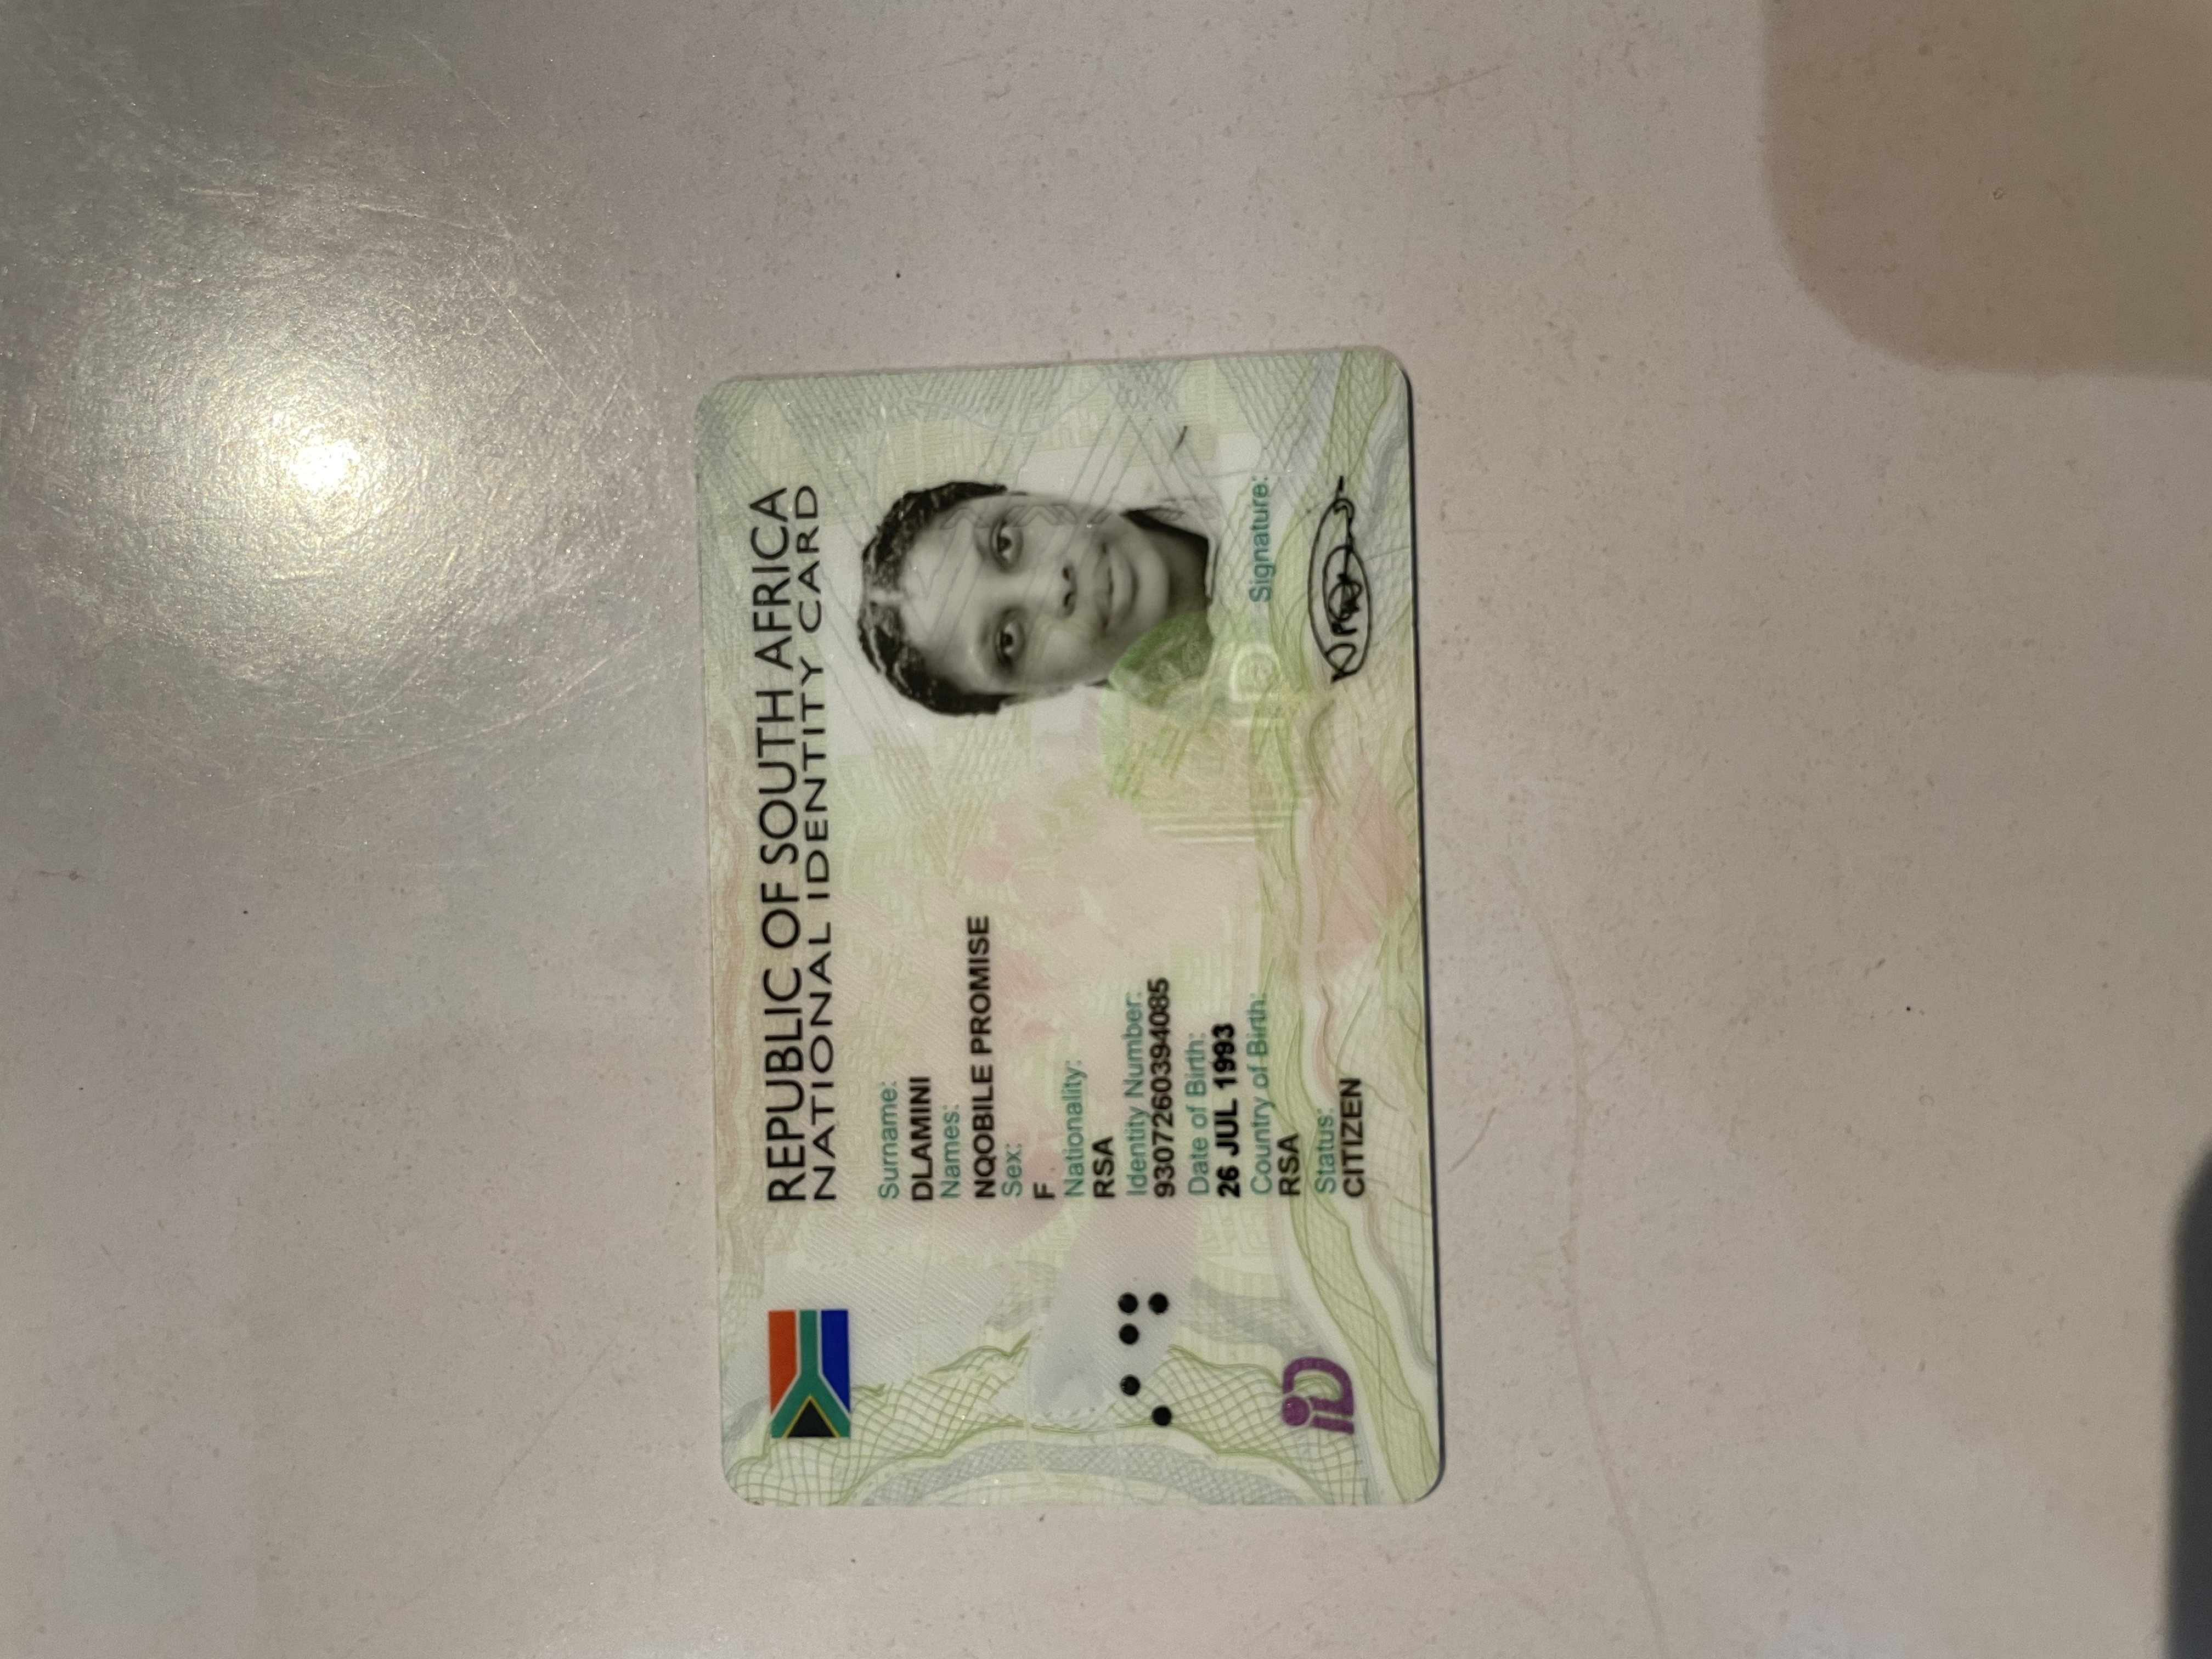 REPUBLIC OF SOUTH AFRICA
NATIONAL IDENTITY CARD
Surname:
DLAMINI
Names:
NQOBILE PROMISE
Sex:
F
Nationality:
RSA
Identity Number:
9307260394085
Date of Birth:
26 JUL 1993
Country of Birth:
RSA
Status:
CITIZEN
Signature:
iD